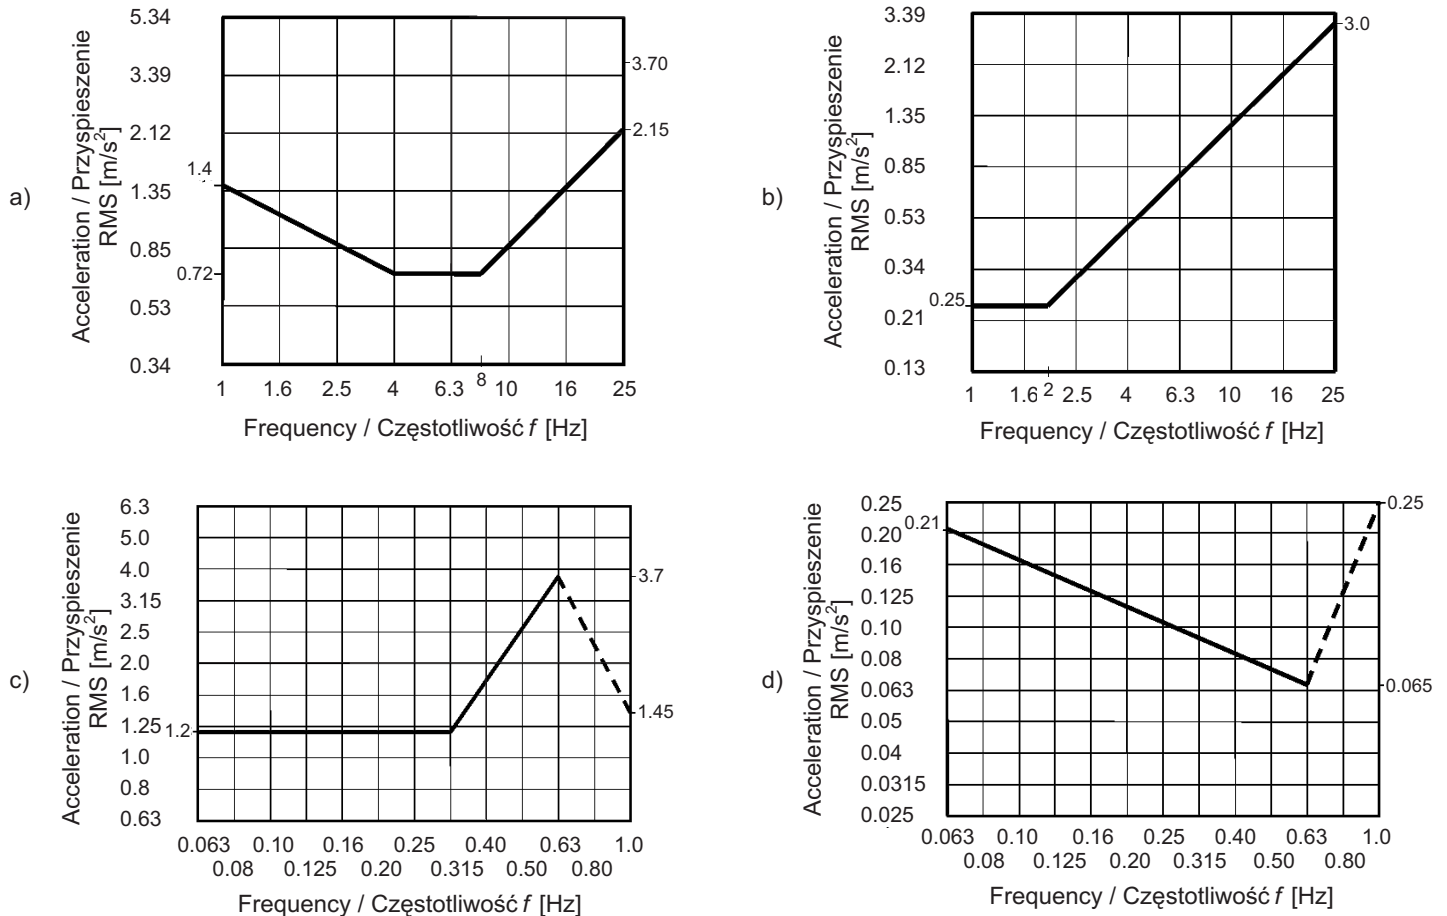 a)
Acceleration / Przyspieszenie
RMS [m/s²]
5.34
3.39
2.12
1.35
0.85
0.53
0.34
1.4
0.72
3.70
2.15
1 1.6 2.5 4 6.3 8 10 16 25
Frequency / Częstotliwość f [Hz]
b)
Acceleration / Przyspieszenie
RMS [m/s²]
3.39
2.12
1.35
0.85
0.53
0.34
0.21
0.13
0.25
3.0
1 1.6 2 2.5 4 6.3 10 16 25
Frequency / Częstotliwość f [Hz]
c)
Acceleration / Przyspieszenie
RMS [m/s²]
6.3
5.0
4.0
3.15
2.5
2.0
1.6
1.25
1.0
0.8
0.63
1.2
3.7
1.45
0.063 0.10 0.16 0.25 0.40 0.63 1.0
0.08 0.125 0.20 0.315 0.50 0.80
Frequency / Częstotliwość f [Hz]
d)
Acceleration / Przyspieszenie
RMS [m/s²]
0.25
0.20
0.16
0.125
0.10
0.08
0.063
0.05
0.04
0.0315
0.025
0.21
0.25
0.065
0.063 0.10 0.16 0.25 0.40 0.63 1.0
0.08 0.125 0.20 0.315 0.50 0.80
Frequency / Częstotliwość f [Hz]